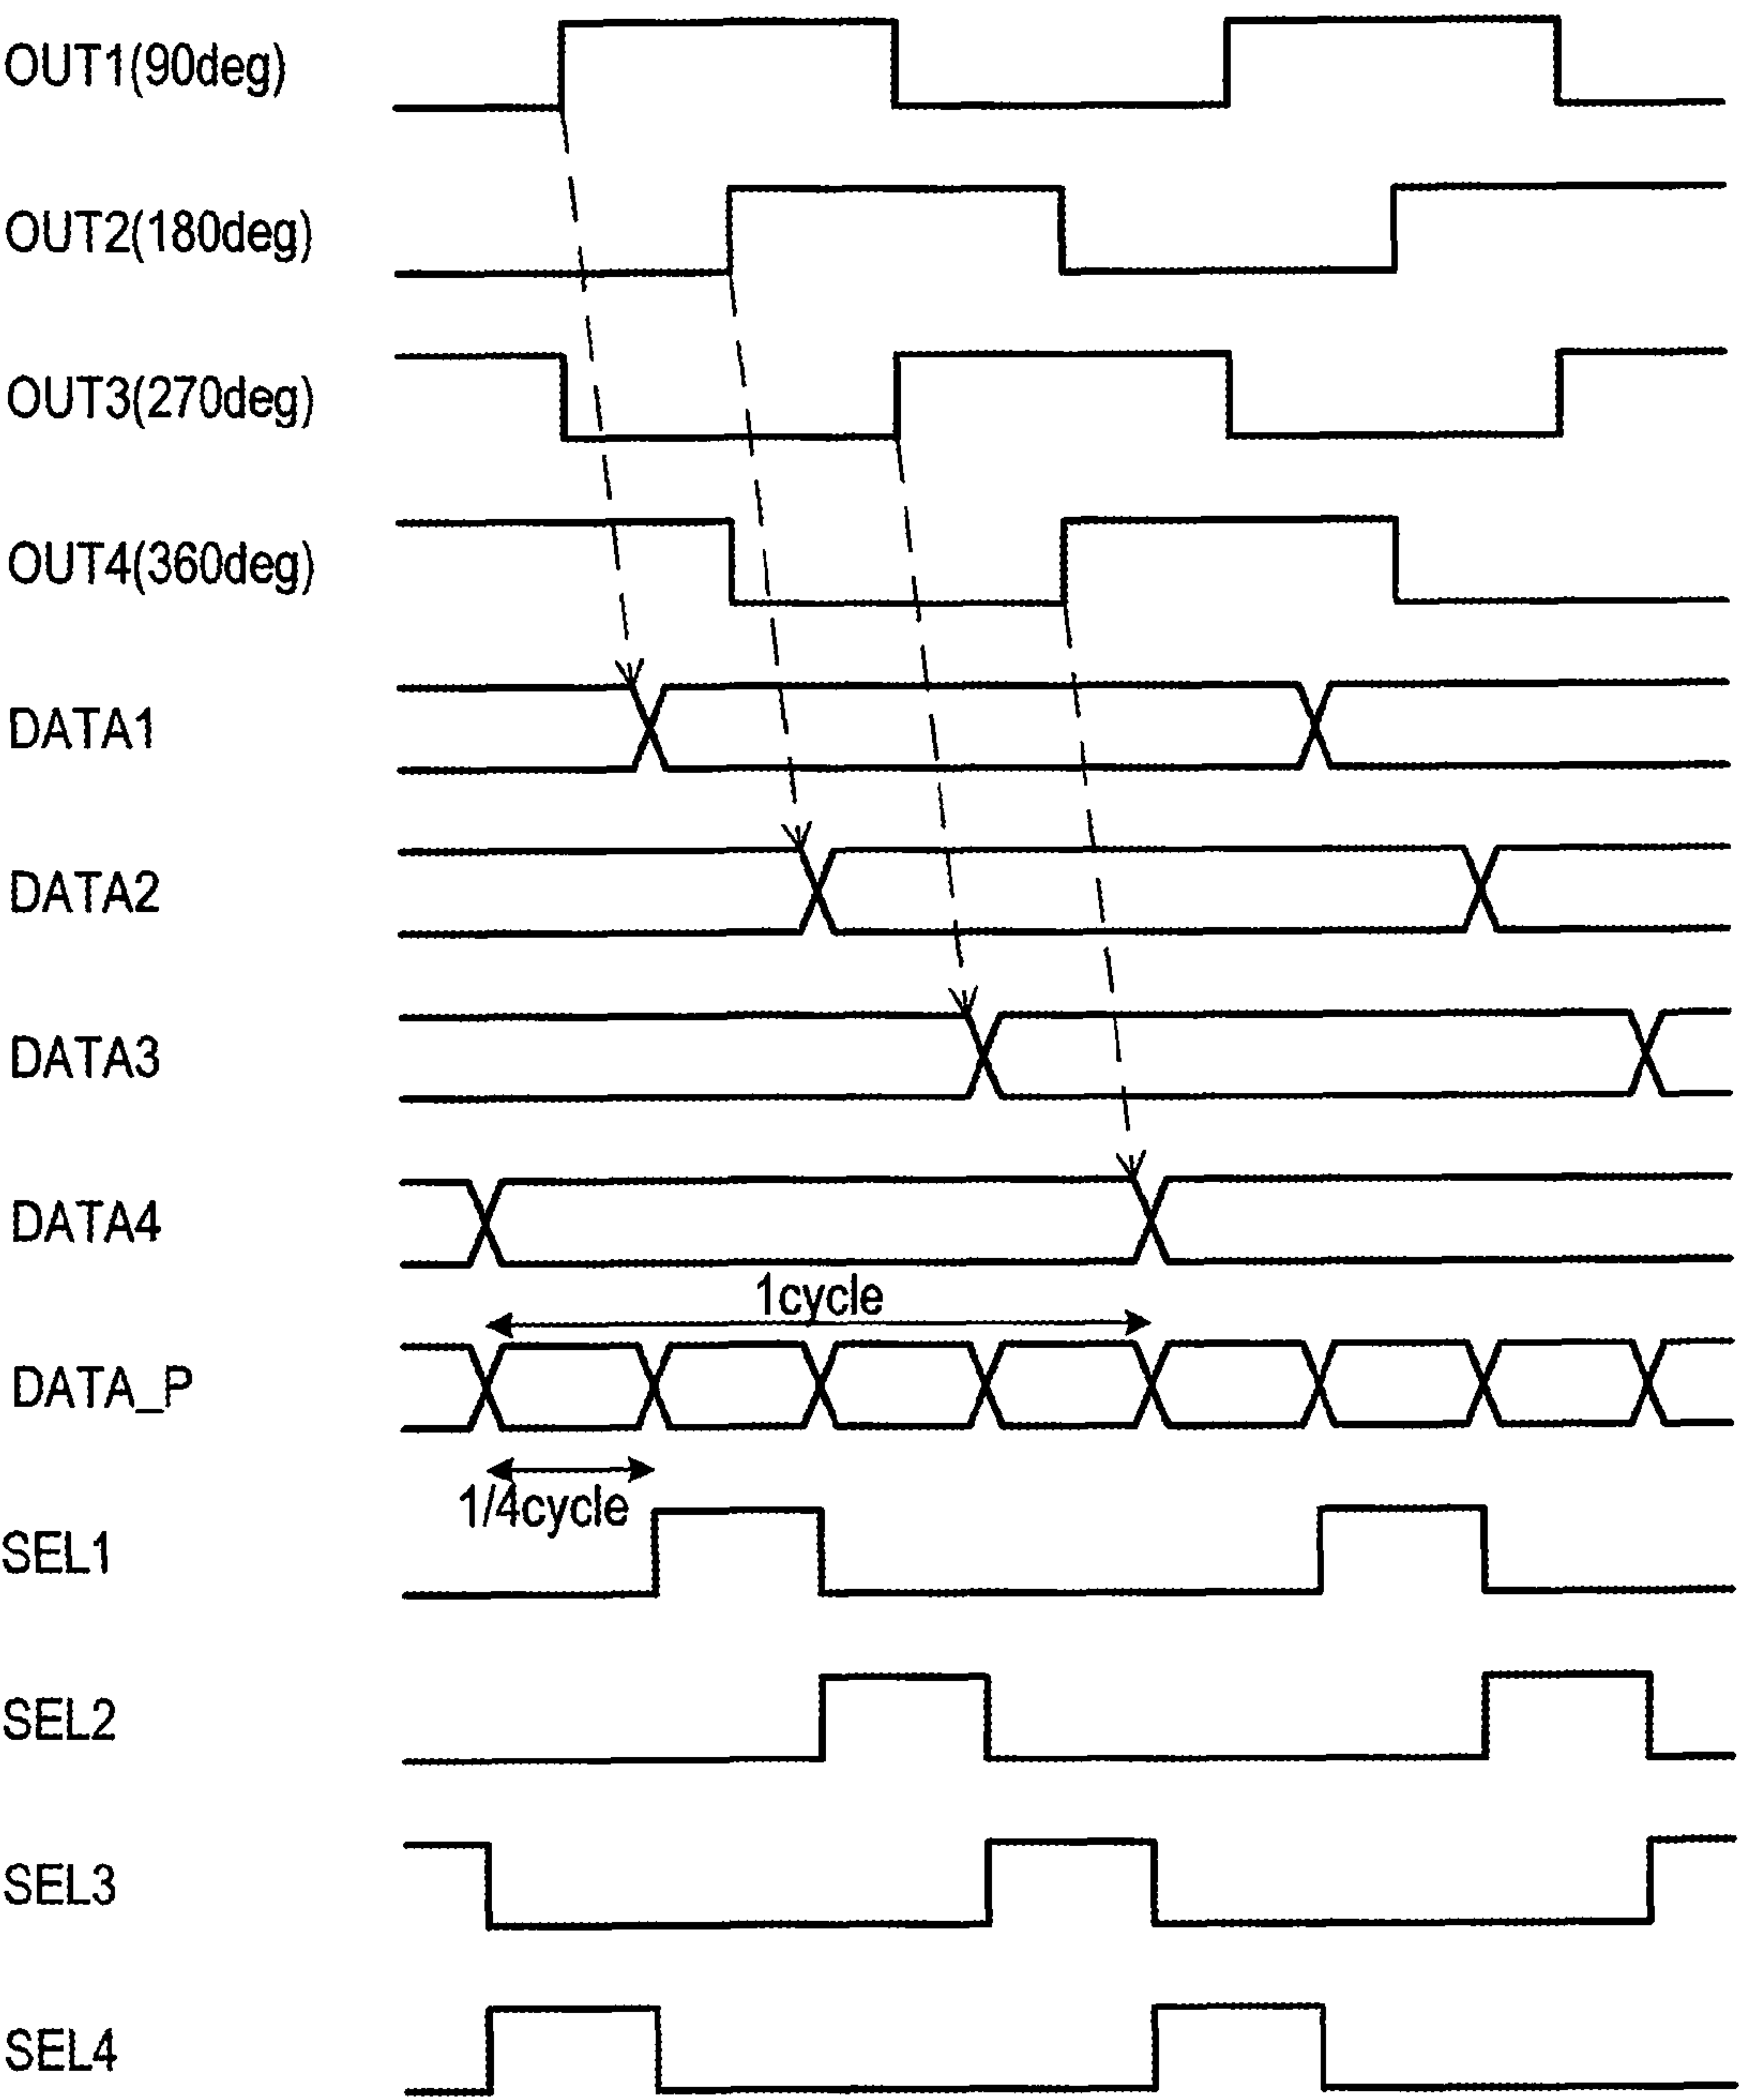 OUT1(90deg)
OUT2(180deg)
OUT3(270deg)
OUT4(360deg)
DATA1
DATA2
DATA3
DATA4
1cycle
DATA_P
1/4cycle
SEL1
SEL2
SEL3
SEL4